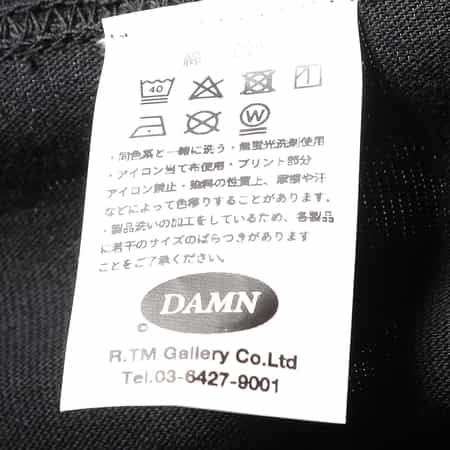 綿
40
W
・同色系と一緒に洗う・無蛍光洗剤使用
・アイロン当て布使用・プリント部分
アイロン禁止・染料の性質上、摩擦や汗
などによって色移りすることがあります。
・製品洗いの加工をしているため、各製品
に若干のサイズのばらつきがあります
ことをご了承ください。
DAMN
©
R.TM Gallery Co.Ltd
Tel.03-6427-9001